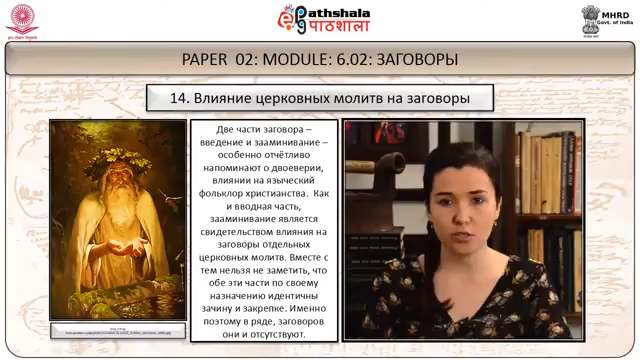 ePathshala
पाठशाला
MHRD
Govt. of India
PAPER 02: MODULE: 6.02: ЗАГОВОРЫ
14. Влияние церковных молитв на заговоры
Две части заговора –
введение и зааминивание –
особенно отчётливо
напоминают о двоеверии,
влиянии на языческий
фольклор христианства. Как
и вводная часть,
зааминивание является
свидетельством влияния на
заговоры отдельных
церковных молитв. Вместе с
тем нельзя не заметить, что
обе эти части по своему
назначению идентичны
зачину и закрепке. Именно
поэтому в ряде, заговоров
они и отсутствуют.